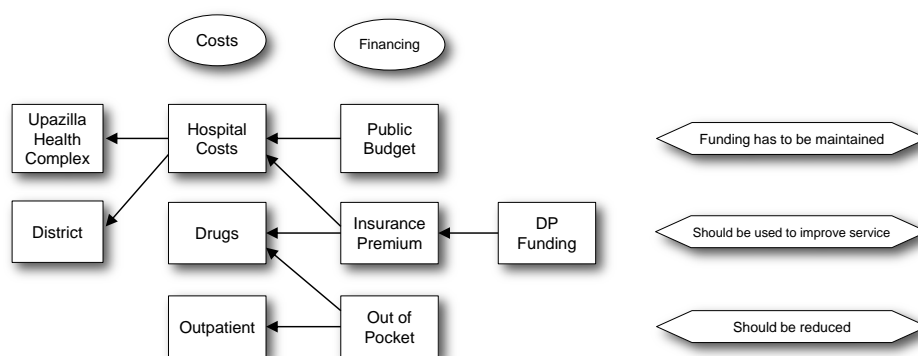 Costs
Financing
Upazilla
Health
Complex
Hospital
Costs
Public
Budget
Funding has to be maintained
District
Drugs
Insurance
Premium
DP
Funding
Should be used to improve service
Outpatient
Out of
Pocket
Should be reduced